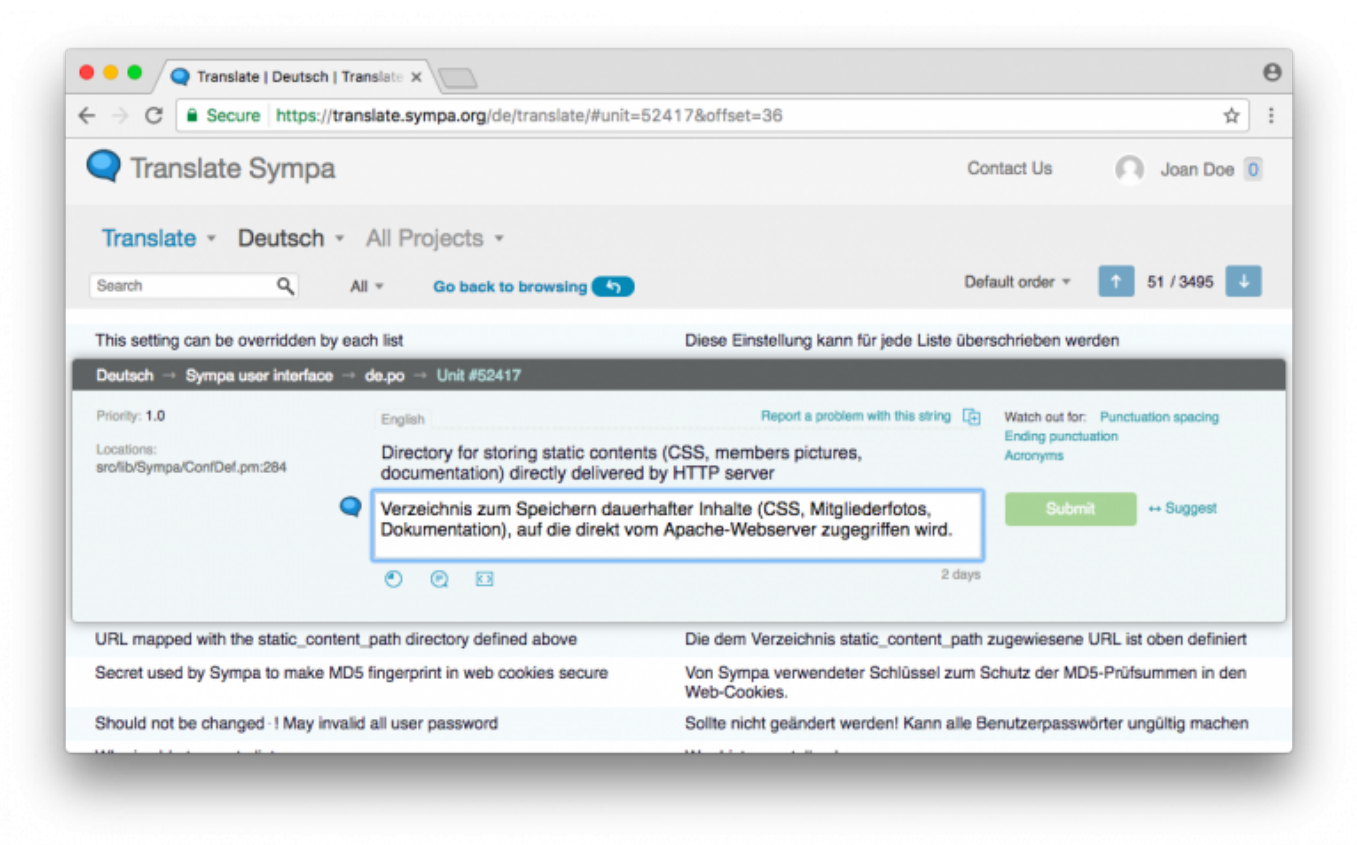 Translate | Deutsch | Translate
Secure https://translate.sympa.org/de/translate/#unit=52417&offset=36
Translate Sympa Contact Us Joan Doe 0
Translate Deutsch All Projects
Search All Go back to browsing Default order 51 / 3495
This setting can be overridden by each list Diese Einstellung kann für jede Liste überschrieben werden
Deutsch → Sympa user interface → de.po → Unit #52417
Priority: 1.0 English Report a problem with this string Watch out for: Punctuation spacing
Ending punctuation
Locations: Acronyms
src/lib/Sympa/ConfDef.pm:284
Directory for storing static contents (CSS, members pictures,
documentation) directly delivered by HTTP server
Verzeichnis zum Speichern dauerhafter Inhalte (CSS, Mitgliederfotos,
Dokumentation), auf die direkt vom Apache-Webserver zugegriffen wird.
Submit ↔ Suggest
2 days
URL mapped with the static_content_path directory defined above Die dem Verzeichnis static_content_path zugewiesene URL ist oben definiert
Secret used by Sympa to make MD5 fingerprint in web cookies secure Von Sympa verwendeter Schlüssel zum Schutz der MD5-Prüfsummen in den
Web-Cookies.
Should not be changed · ! May invalid all user password Sollte nicht geändert werden! Kann alle Benutzerpasswörter ungültig machen